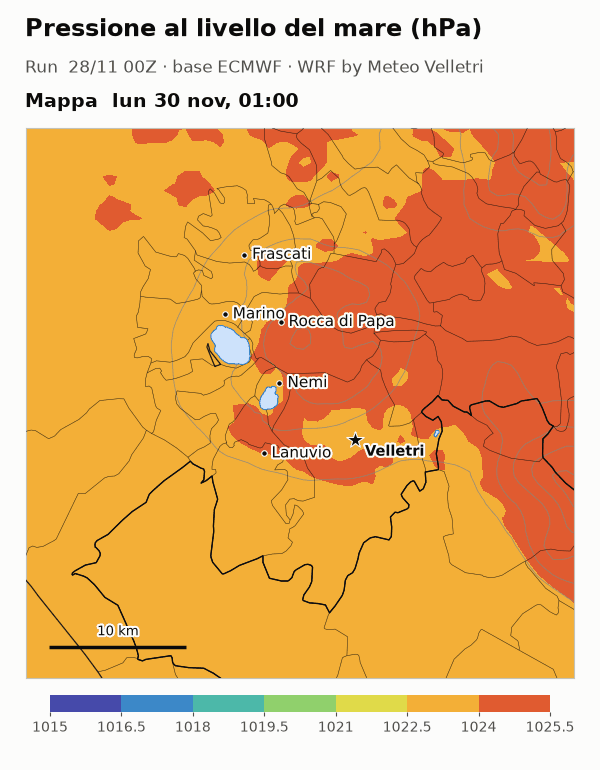 Pressione al livello del mare (hPa)
Run  28/11 00Z · base ECMWF · WRF by Meteo Velletri
Mappa  lun 30 nov, 01:00
Frascati
Marino
Rocca di Papa
Nemi
Velletri
Lanuvio
10 km
1015 1016.5 1018 1019.5 1021 1022.5 1024 1025.5